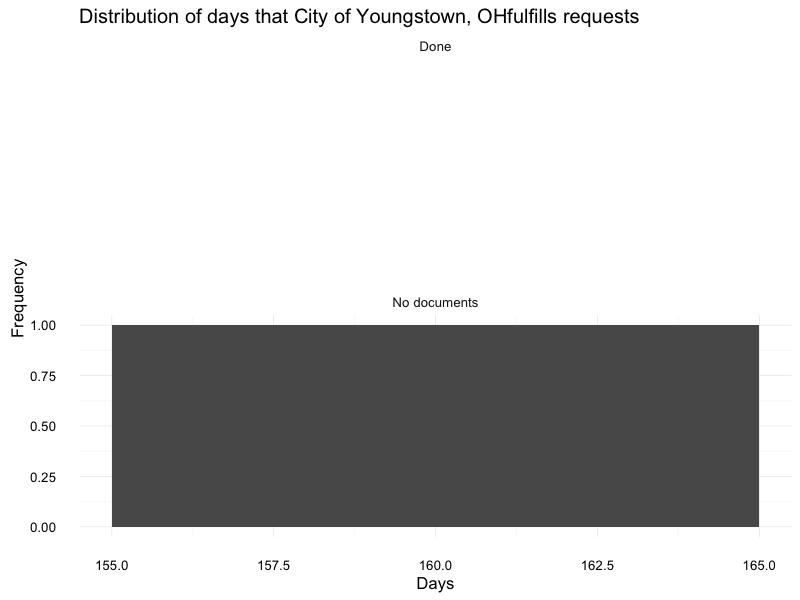 Distribution of days that City of Youngstown, OHfulfills requests
Done
No documents
Frequency
1.00
0.75
0.50
0.25
0.00
155.0 157.5 160.0 162.5 165.0
Days